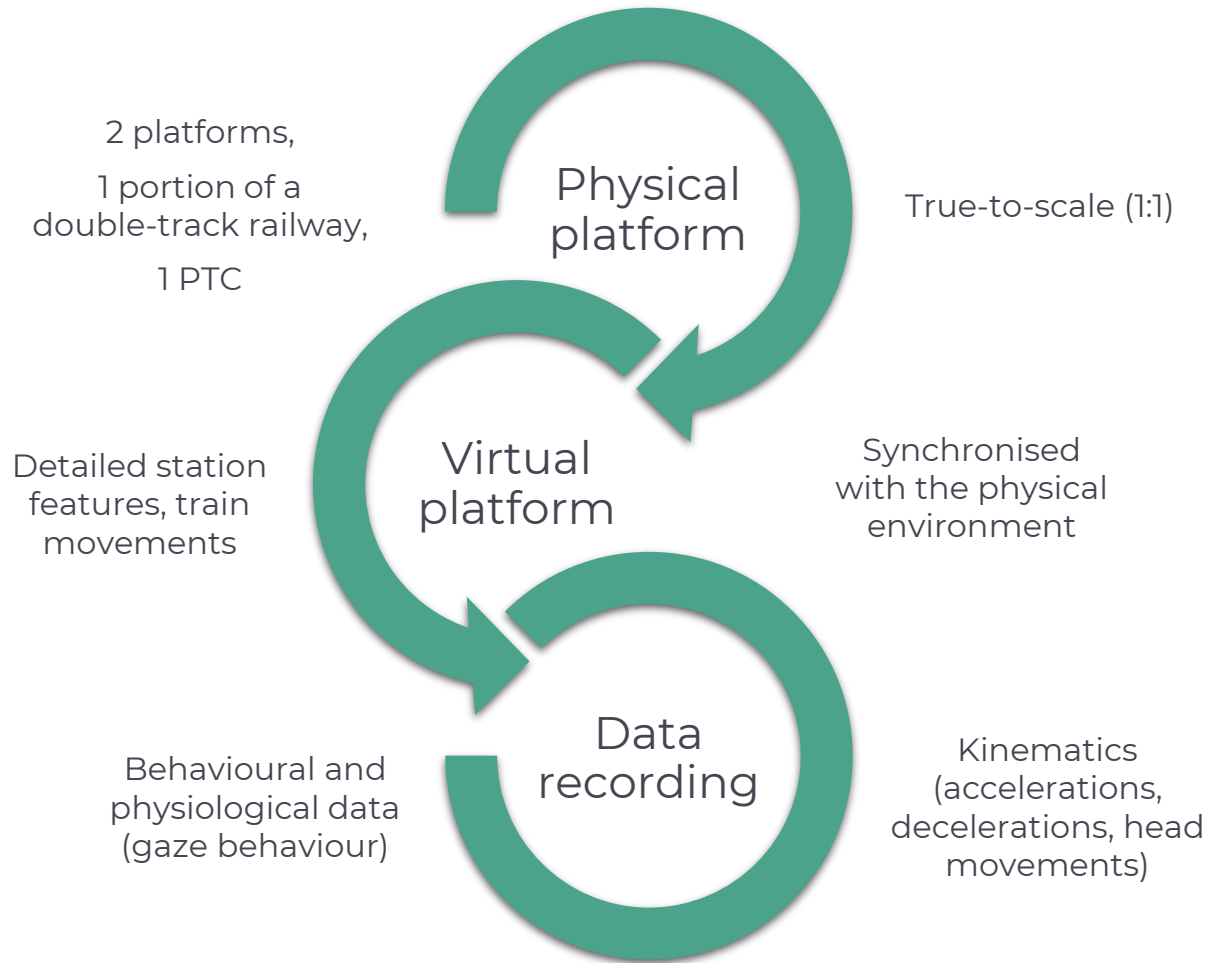 2 platforms,
1 portion of a
double-track railway,
1 PTC
Physical
platform
True-to-scale (1:1)
Detailed station
features, train
movements
Virtual
platform
Synchronised
with the physical
environment
Behavioural and
physiological data
(gaze behaviour)
Data
recording
Kinematics
(accelerations,
decelerations, head
movements)